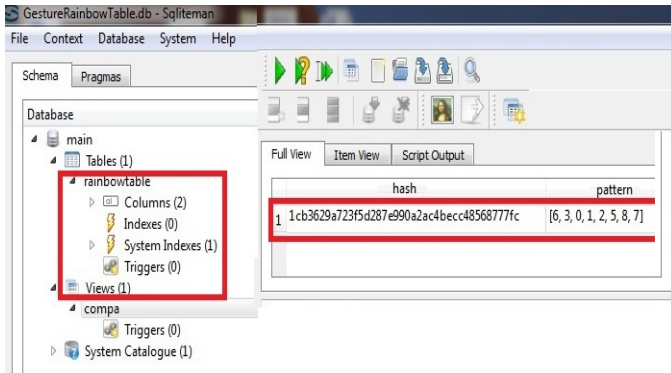 GestureRainbowTable.db - Sqliteman
File Context Database System Help
Schema Pragmas
Database
main
Tables (1)
rainbowtable
Columns (2)
Indexes (0)
System Indexes (1)
Triggers (0)
Views (1)
compa
Triggers (0)
System Catalogue (1)
Full View Item View Script Output
hash pattern
1 1cb3629a723f5d287e990a2ac4becc48568777fc [6, 3, 0, 1, 2, 5, 8, 7]